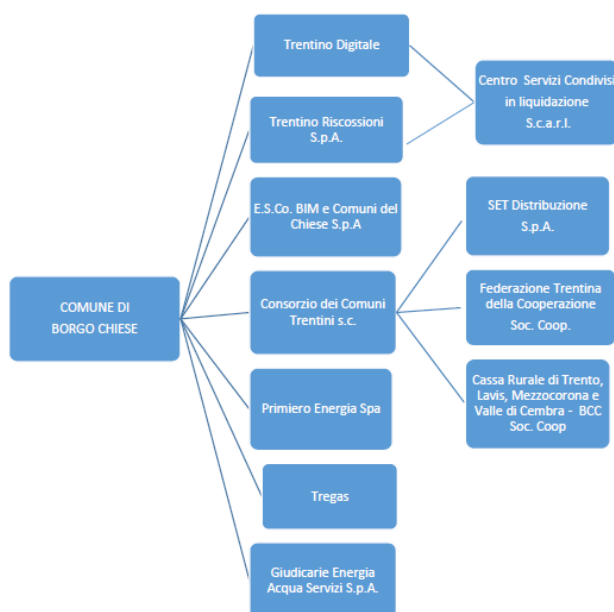 COMUNE DI
BORGO CHIESE
Trentino Digitale
Trentino Riscossioni
S.p.A.
E.S.Co. BIM e Comuni del
Chiese S.p.A
Consorzio dei Comuni
Trentini s.c.
Primiero Energia Spa
Tregas
Giudicarie Energia
Acqua Servizi S.p.A.
Centro Servizi Condivisi
in liquidazione
S.c.a.r.l.
SET Distribuzione
S.p.A.
Federazione Trentina
della Cooperazione
Soc. Coop.
Cassa Rurale di Trento,
Lavis, Mezzocorona e
Valle di Cembra - BCC
Soc. Coop